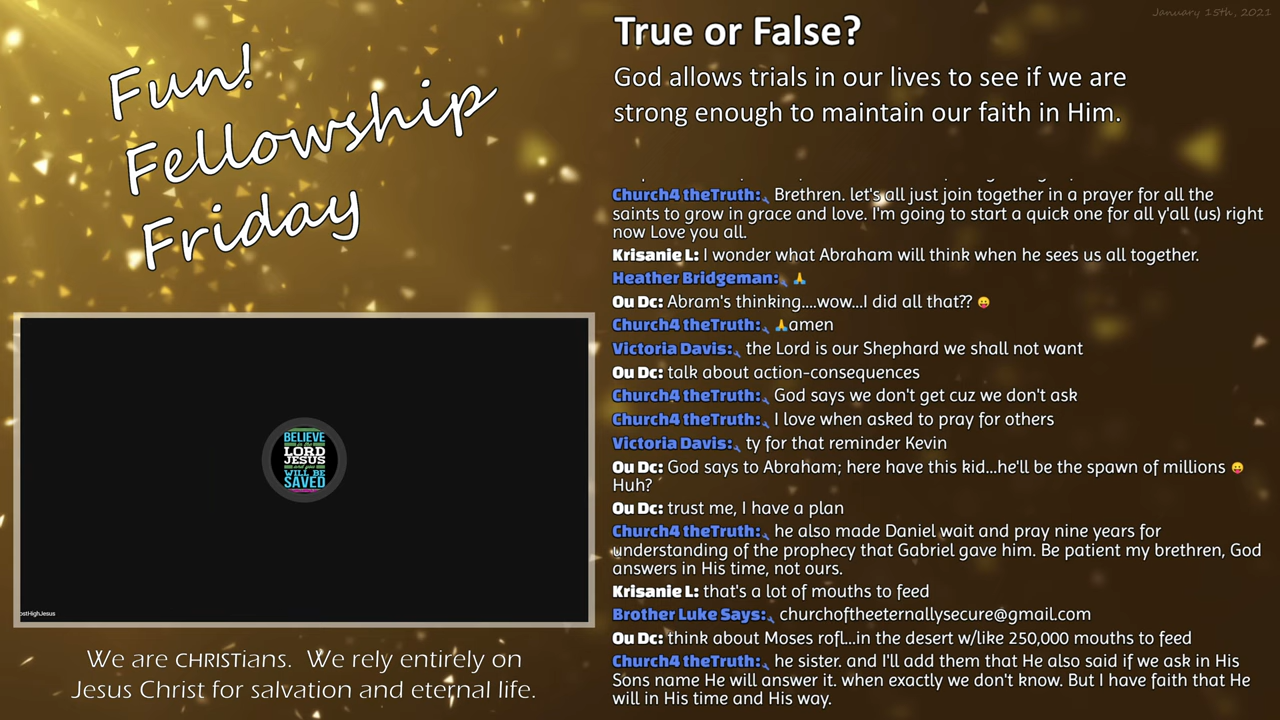 January 15th, 2021
Fun!
Fellowship
Friday
True or False?
God allows trials in our lives to see if we are
strong enough to maintain our faith in Him.
Church4 theTruth: Brethren. let's all just join together in a prayer for all the
saints to grow in grace and love. I'm going to start a quick one for all y'all (us) right
now Love you all.
Krisanie L: I wonder what Abraham will think when he sees us all together.
Heather Bridgeman: 🙏
Ou Dc: Abram's thinking....wow...I did all that?? 😛
Church4 theTruth: 🙏amen
Victoria Davis: the Lord is our Shephard we shall not want
Ou Dc: talk about action-consequences
Church4 theTruth: God says we don't get cuz we don't ask
Church4 theTruth: I love when asked to pray for others
Victoria Davis: ty for that reminder Kevin
Ou Dc: God says to Abraham; here have this kid...he'll be the spawn of millions 😛
Huh?
Ou Dc: trust me, I have a plan
Church4 theTruth: he also made Daniel wait and pray nine years for
understanding of the prophecy that Gabriel gave him. Be patient my brethren, God
answers in His time, not ours.
Krisanie L: that's a lot of mouths to feed
Brother Luke Says: churchoftheeternallysecure@gmail.com
Ou Dc: think about Moses rofl...in the desert w/like 250,000 mouths to feed
Church4 theTruth: he sister. and I'll add them that He also said if we ask in His
Sons name He will answer it. when exactly we don't know. But I have faith that He
will in His time and His way.
BELIEVE
LORD
JESUS
and you
WILL BE
SAVED
ostHighJesus
We are CHRISTians. We rely entirely on
Jesus Christ for salvation and eternal life.